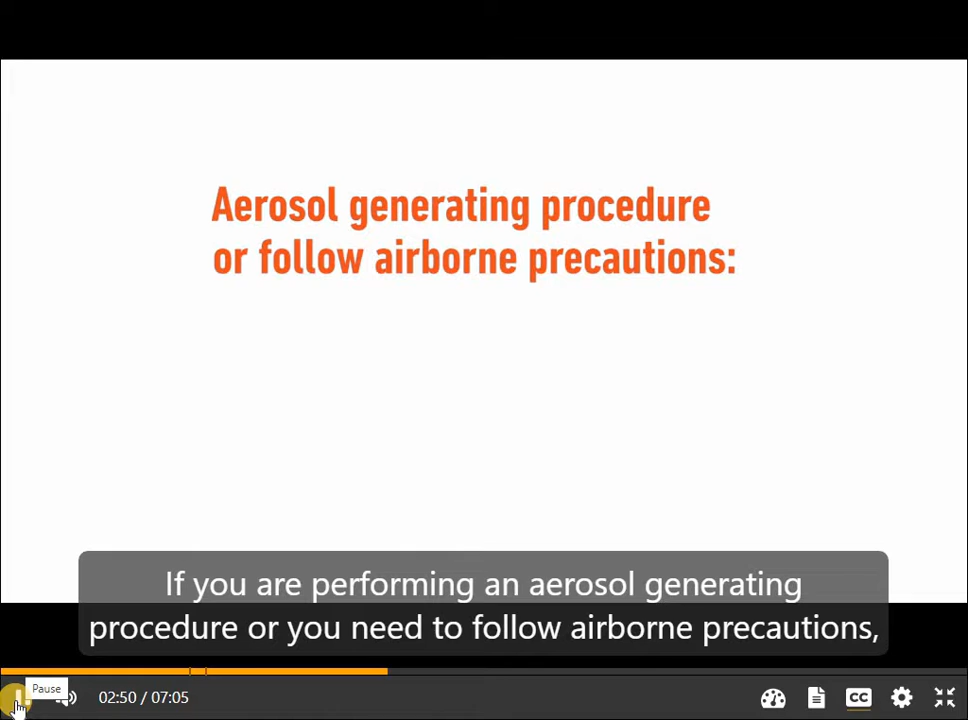 Aerosol generating procedure
or follow airborne precautions:
If you are performing an aerosol generating
procedure or you need to follow airborne precautions,
Pause
02:50 / 07:05
CC